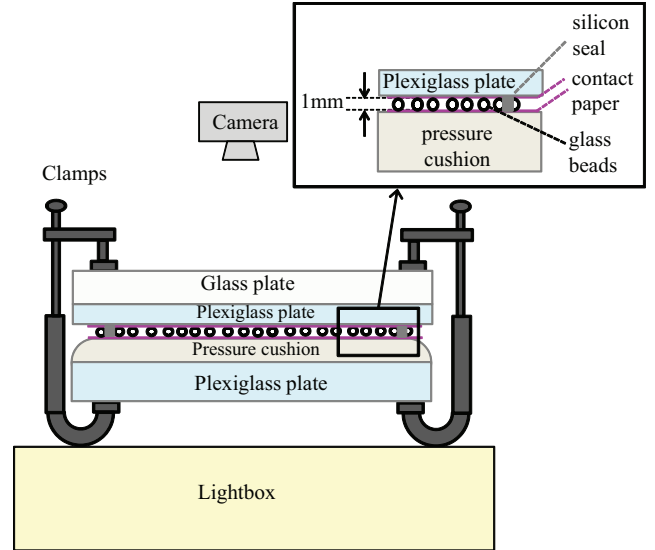 silicon
seal
Plexiglass plate
contact
paper
1mm
Camera
pressure
cushion
glass
beads
Clamps
Glass plate
Plexiglass plate
Pressure cushion
Plexiglass plate
Lightbox